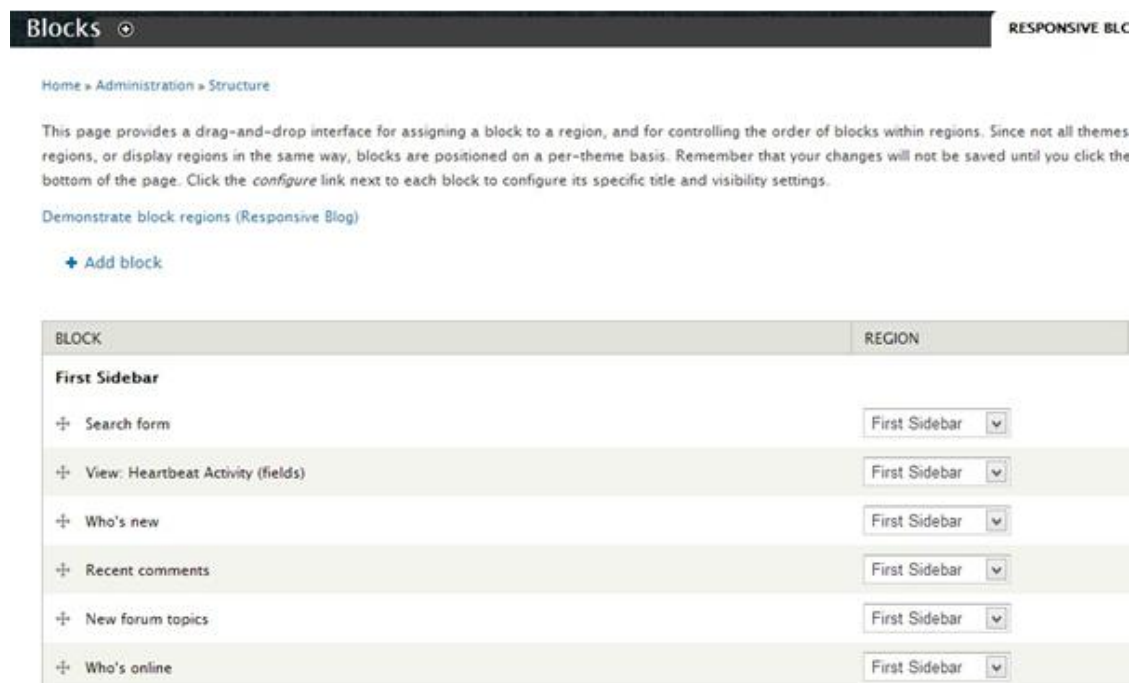 Blocks
RESPONSIVE BLC
Home » Administration » Structure
This page provides a drag-and-drop interface for assigning a block to a region, and for controlling the order of blocks within regions. Since not all themes
regions, or display regions in the same way, blocks are positioned on a per-theme basis. Remember that your changes will not be saved until you click the
bottom of the page. Click the configure link next to each block to configure its specific title and visibility settings.
Demonstrate block regions (Responsive Blog)
+ Add block
BLOCK REGION
First Sidebar
Search form First Sidebar
View: Heartbeat Activity (fields) First Sidebar
Who's new First Sidebar
Recent comments First Sidebar
New forum topics First Sidebar
Who's online First Sidebar